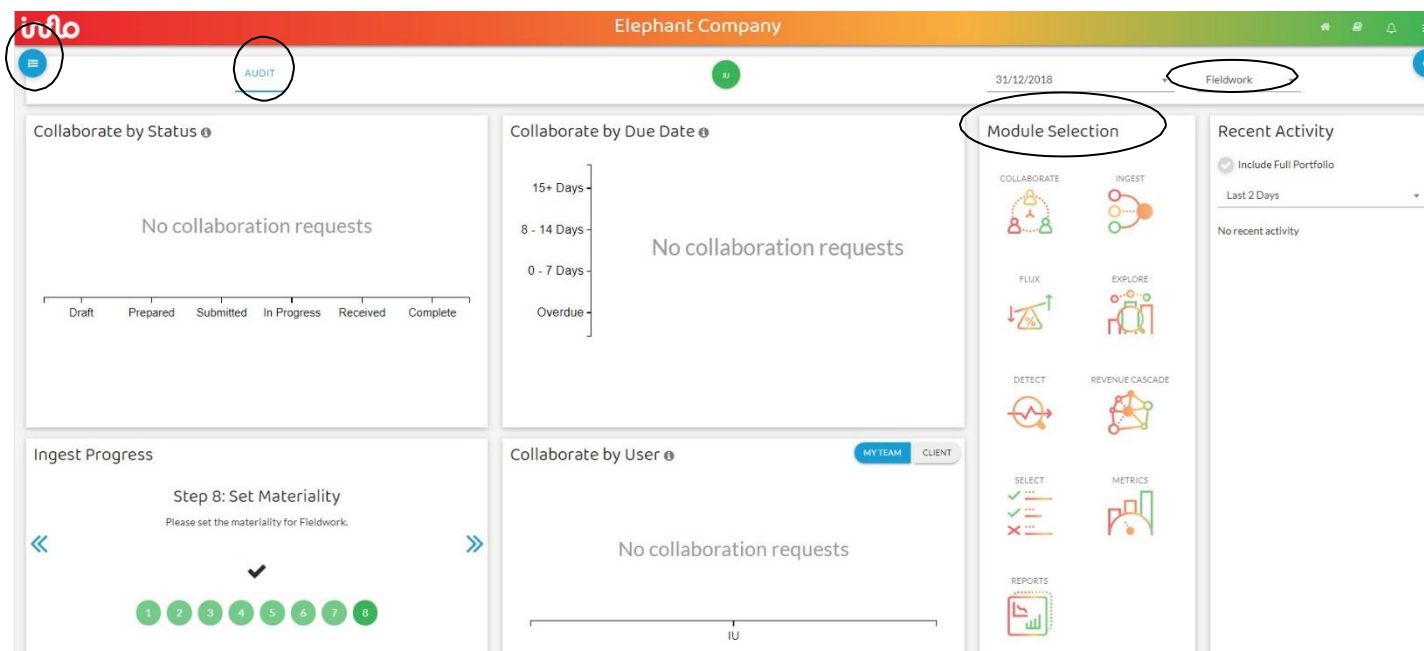 inflo
Elephant Company
AUDIT
IU
31/12/2018
Fieldwork
Collaborate by Status
No collaboration requests
Draft Prepared Submitted In Progress Received Complete
Collaborate by Due Date
15+ Days
8 - 14 Days
0 - 7 Days
Overdue
No collaboration requests
Module Selection
COLLABORATE INGEST
FLUX EXPLORE
%
DETECT REVENUE CASCADE
SELECT METRICS
REPORTS
Recent Activity
Include Full Portfolio
Last 2 Days
No recent activity
Ingest Progress
Step 8: Set Materiality
Please set the materiality for Fieldwork.
1 2 3 4 5 6 7 8
Collaborate by User
MY TEAM CLIENT
No collaboration requests
IU